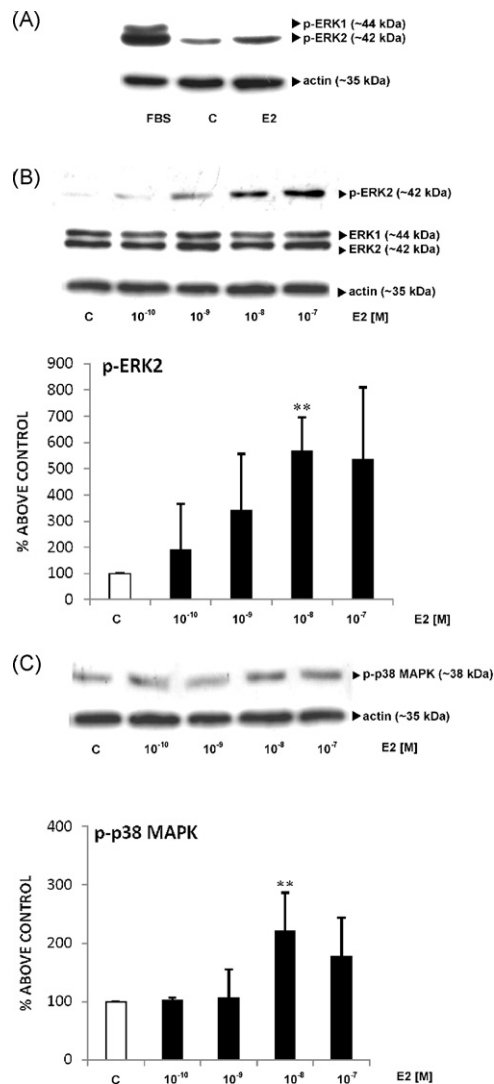 (A)
p-ERK1 (~44 kDa)
p-ERK2 (~42 kDa)
actin (~35 kDa)
FBS C E2
(B)
p-ERK2 (~42 kDa)
ERK1 (~44 kDa)
ERK2 (~42 kDa)
actin (~35 kDa)
C 10⁻¹⁰ 10⁻⁹ 10⁻⁸ 10⁻⁷ E2 [M]
p-ERK2
% ABOVE CONTROL
900
800
700
600
500
400
300
200
100
0
**
C 10⁻¹⁰ 10⁻⁹ 10⁻⁸ 10⁻⁷ E2 [M]
(C)
p-p38 MAPK (~38 kDa)
actin (~35 kDa)
C 10⁻¹⁰ 10⁻⁹ 10⁻⁸ 10⁻⁷ E2 [M]
p-p38 MAPK
% ABOVE CONTROL
400
300
200
100
0
**
C 10⁻¹⁰ 10⁻⁹ 10⁻⁸ 10⁻⁷ E2 [M]